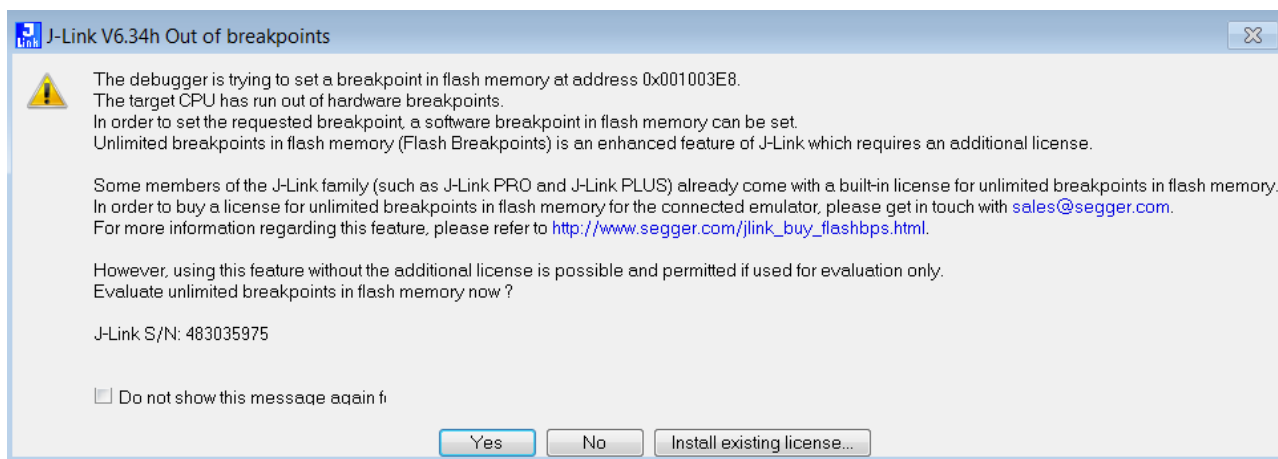 J-Link V6.34h Out of breakpoints
The debugger is trying to set a breakpoint in flash memory at address 0x001003E8.
The target CPU has run out of hardware breakpoints.
In order to set the requested breakpoint, a software breakpoint in flash memory can be set.
Unlimited breakpoints in flash memory (Flash Breakpoints) is an enhanced feature of J-Link which requires an additional license.
Some members of the J-Link family (such as J-Link PRO and J-Link PLUS) already come with a built-in license for unlimited breakpoints in flash memory.
In order to buy a license for unlimited breakpoints in flash memory for the connected emulator, please get in touch with sales@segger.com.
For more information regarding this feature, please refer to http://www.segger.com/jlink_buy_flashbps.html.
However, using this feature without the additional license is possible and permitted if used for evaluation only.
Evaluate unlimited breakpoints in flash memory now ?
J-Link S/N: 483035975
Do not show this message again
Yes No Install existing license...